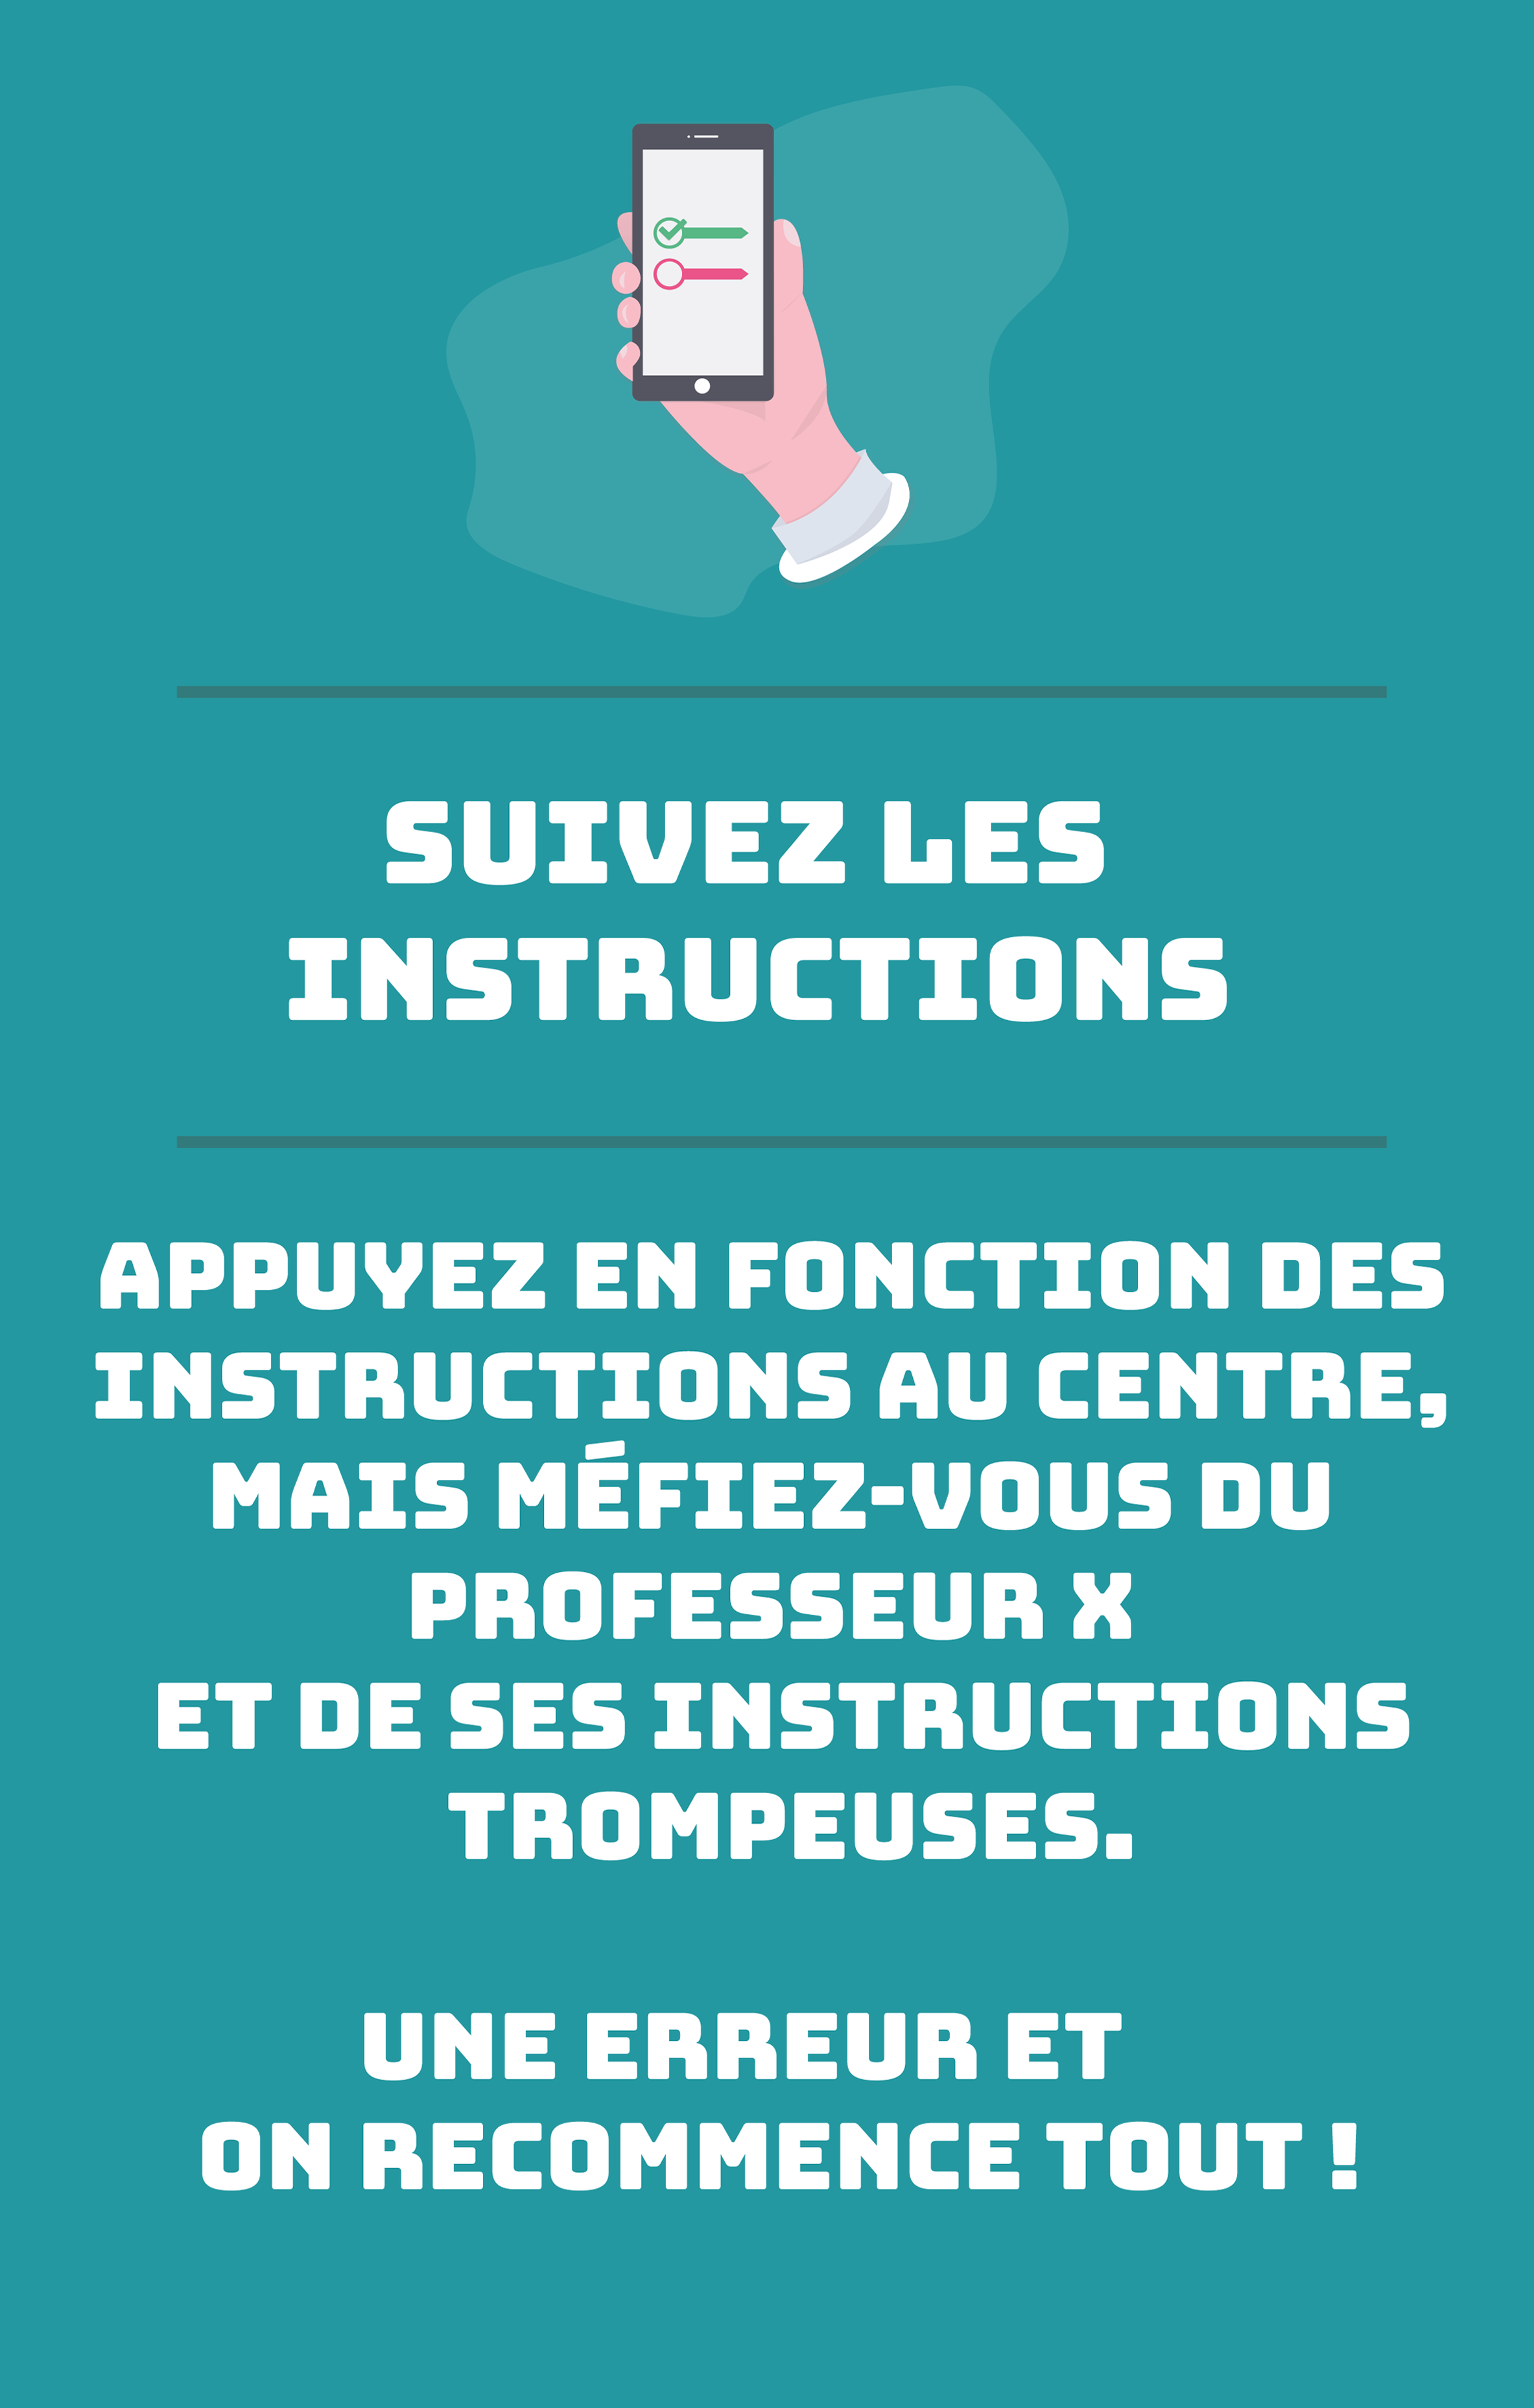 SUIVEZ LES
INSTRUCTIONS
APPUYEZ EN FONCTION DES
INSTRUCTIONS AU CENTRE,
MAIS MÉFIEZ-VOUS DU
PROFESSEUR X
ET DE SES INSTRUCTIONS
TROMPEUSES.
UNE ERREUR ET
ON RECOMMENCE TOUT !